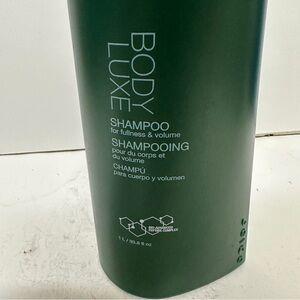 BODY
LUXE
SHAMPOO
for fullness & volume
SHAMPOOING
pour du corps et
du volume
CHAMPÚ
para cuerpo y volumen
1 L / 33.8 fl oz